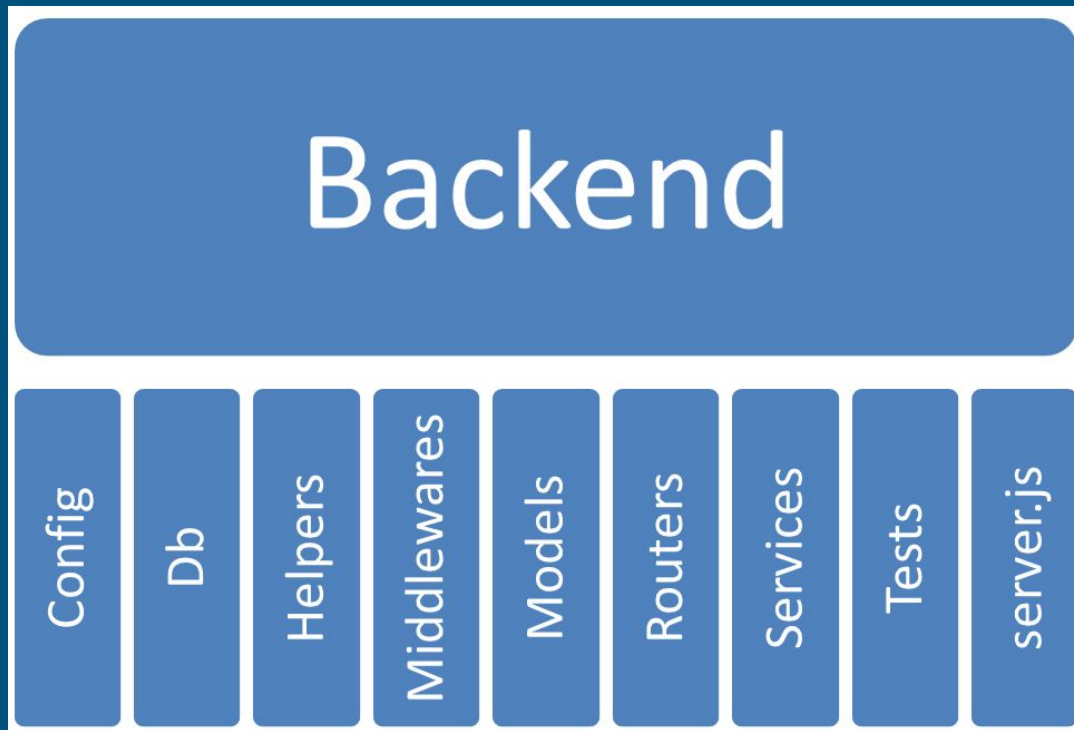 Backend
Config
Db
Helpers
Middlewares
Models
Routers
Services
Tests
server.js